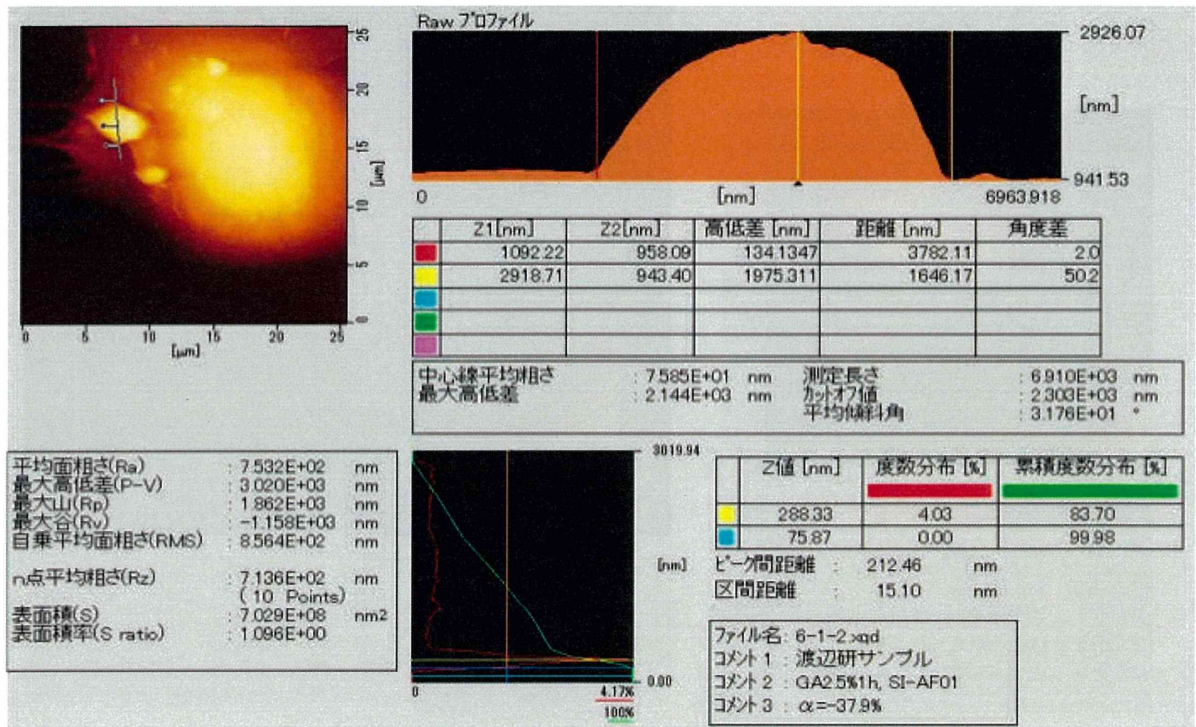 Raw プロファイル
2926.07
[nm]
941.53
0 [nm] 6963.918
25
20
15
10
5
0
[μm]
0 5 10 15 20 25
[μm]
Z1[nm] Z2[nm] 高低差 [nm] 距離 [nm] 角度差
1092.22 958.09 134.1347 3782.11 2.0
2918.71 943.40 1975.311 1646.17 50.2
中心線平均粗さ : 7.585E+01 nm 測定長さ : 6.910E+03 nm
最大高低差 : 2.144E+03 nm カットオフ値 : 2.303E+03 nm
平均傾斜角 : 3.176E+01 °
平均面粗さ(Ra) : 7.532E+02 nm
最大高低差(P-V) : 3.020E+03 nm
最大山(Rp) : 1.862E+03 nm
最大谷(Rv) : -1.158E+03 nm
自乗平均面粗さ(RMS) : 8.564E+02 nm
n点平均粗さ(Rz) : 7.136E+02 nm
( 10 Points)
表面積(S) : 7.029E+08 nm2
表面積率(S ratio) : 1.096E+00
3019.94
[nm]
0.00
0 4.17%
100%
Z値 [nm] 度数分布 [%] 累積度数分布 [%]
288.33 4.03 83.70
75.87 0.00 99.98
ピーク間距離 : 212.46 nm
区間距離 : 15.10 nm
ファイル名 : 6-1-2.xqd
コメント 1 : 渡辺研サンプル
コメント 2 : GA2.5%1h, SI-AF01
コメント 3 : α=-37.9%